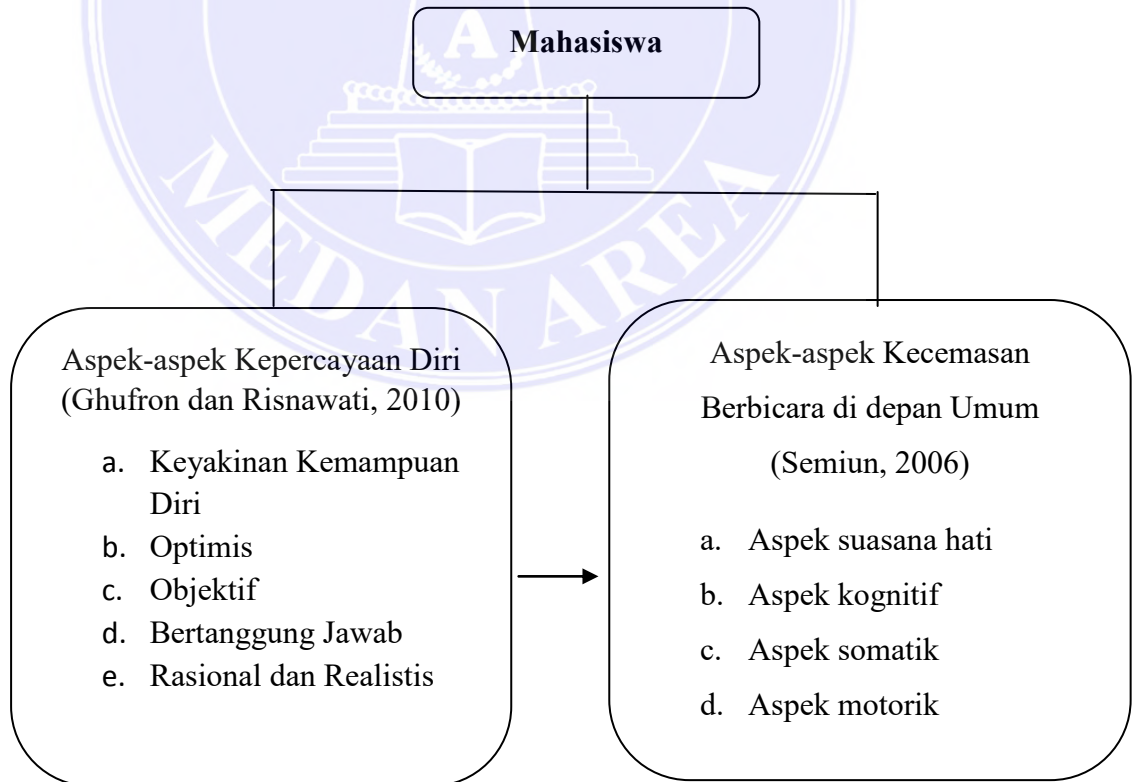 Mahasiswa
Aspek-aspek Kepercayaan Diri
(Ghufron dan Risnawati, 2010)
a. Keyakinan Kemampuan
Diri
b. Optimis
c. Objektif
d. Bertanggung Jawab
e. Rasional dan Realistis
Aspek-aspek Kecemasan
Berbicara di depan Umum
(Semiun, 2006)
a. Aspek suasana hati
b. Aspek kognitif
c. Aspek somatik
d. Aspek motorik
A
MEDAN AREA